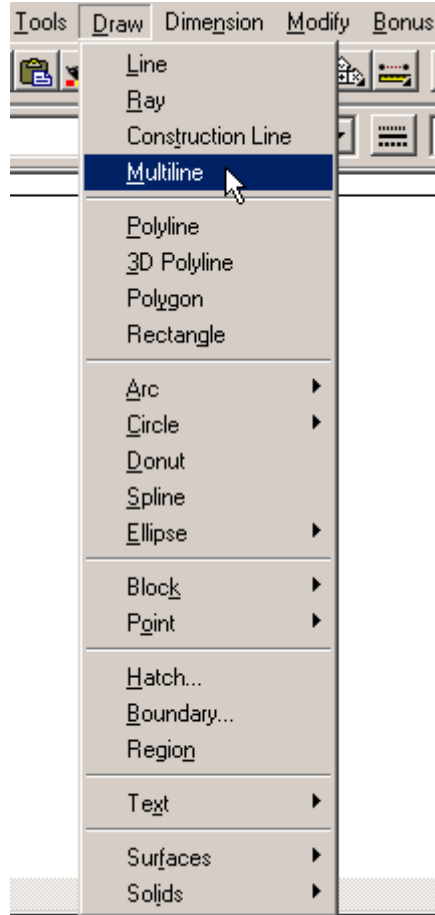 Tools Draw Dimension Modify Bonus
Line
Ray
Construction Line
Multiline
Polyline
3D Polyline
Polygon
Rectangle
Arc
Circle
Donut
Spline
Ellipse
Block
Point
Hatch...
Boundary...
Region
Text
Surfaces
Solids